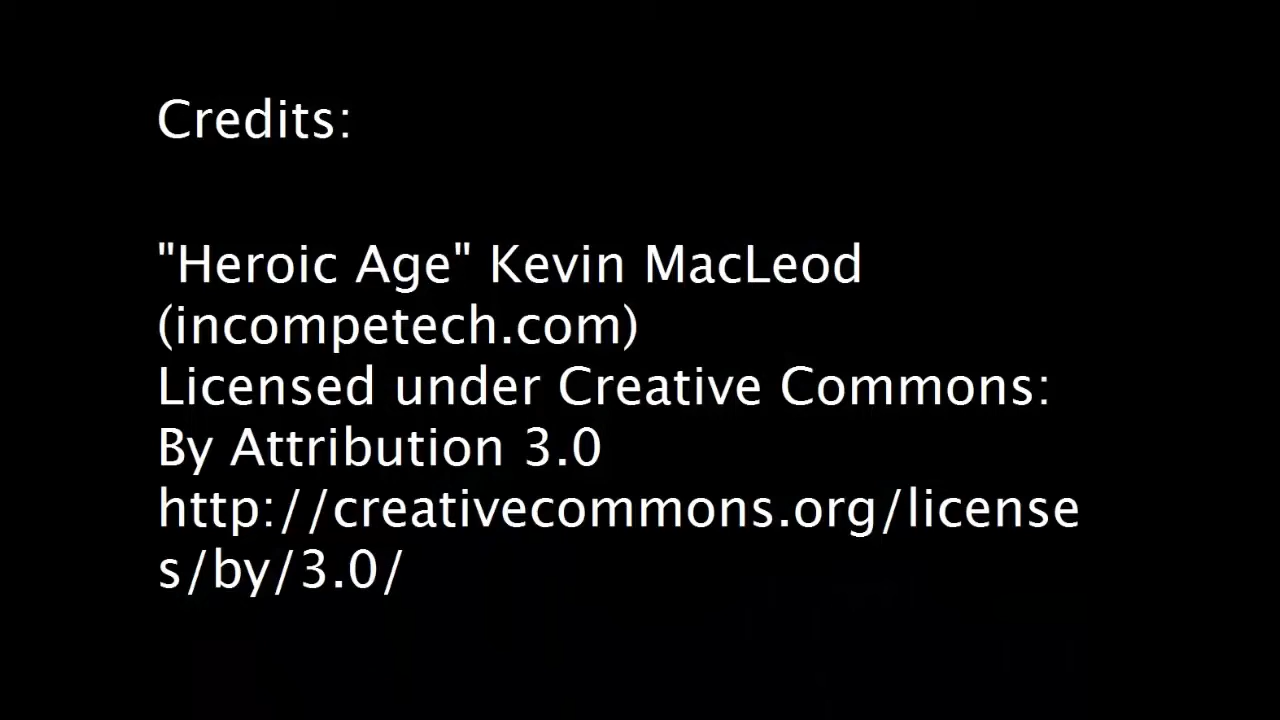 Credits:
"Heroic Age" Kevin MacLeod
(incompetech.com)
Licensed under Creative Commons:
By Attribution 3.0
http://creativecommons.org/license
s/by/3.0/